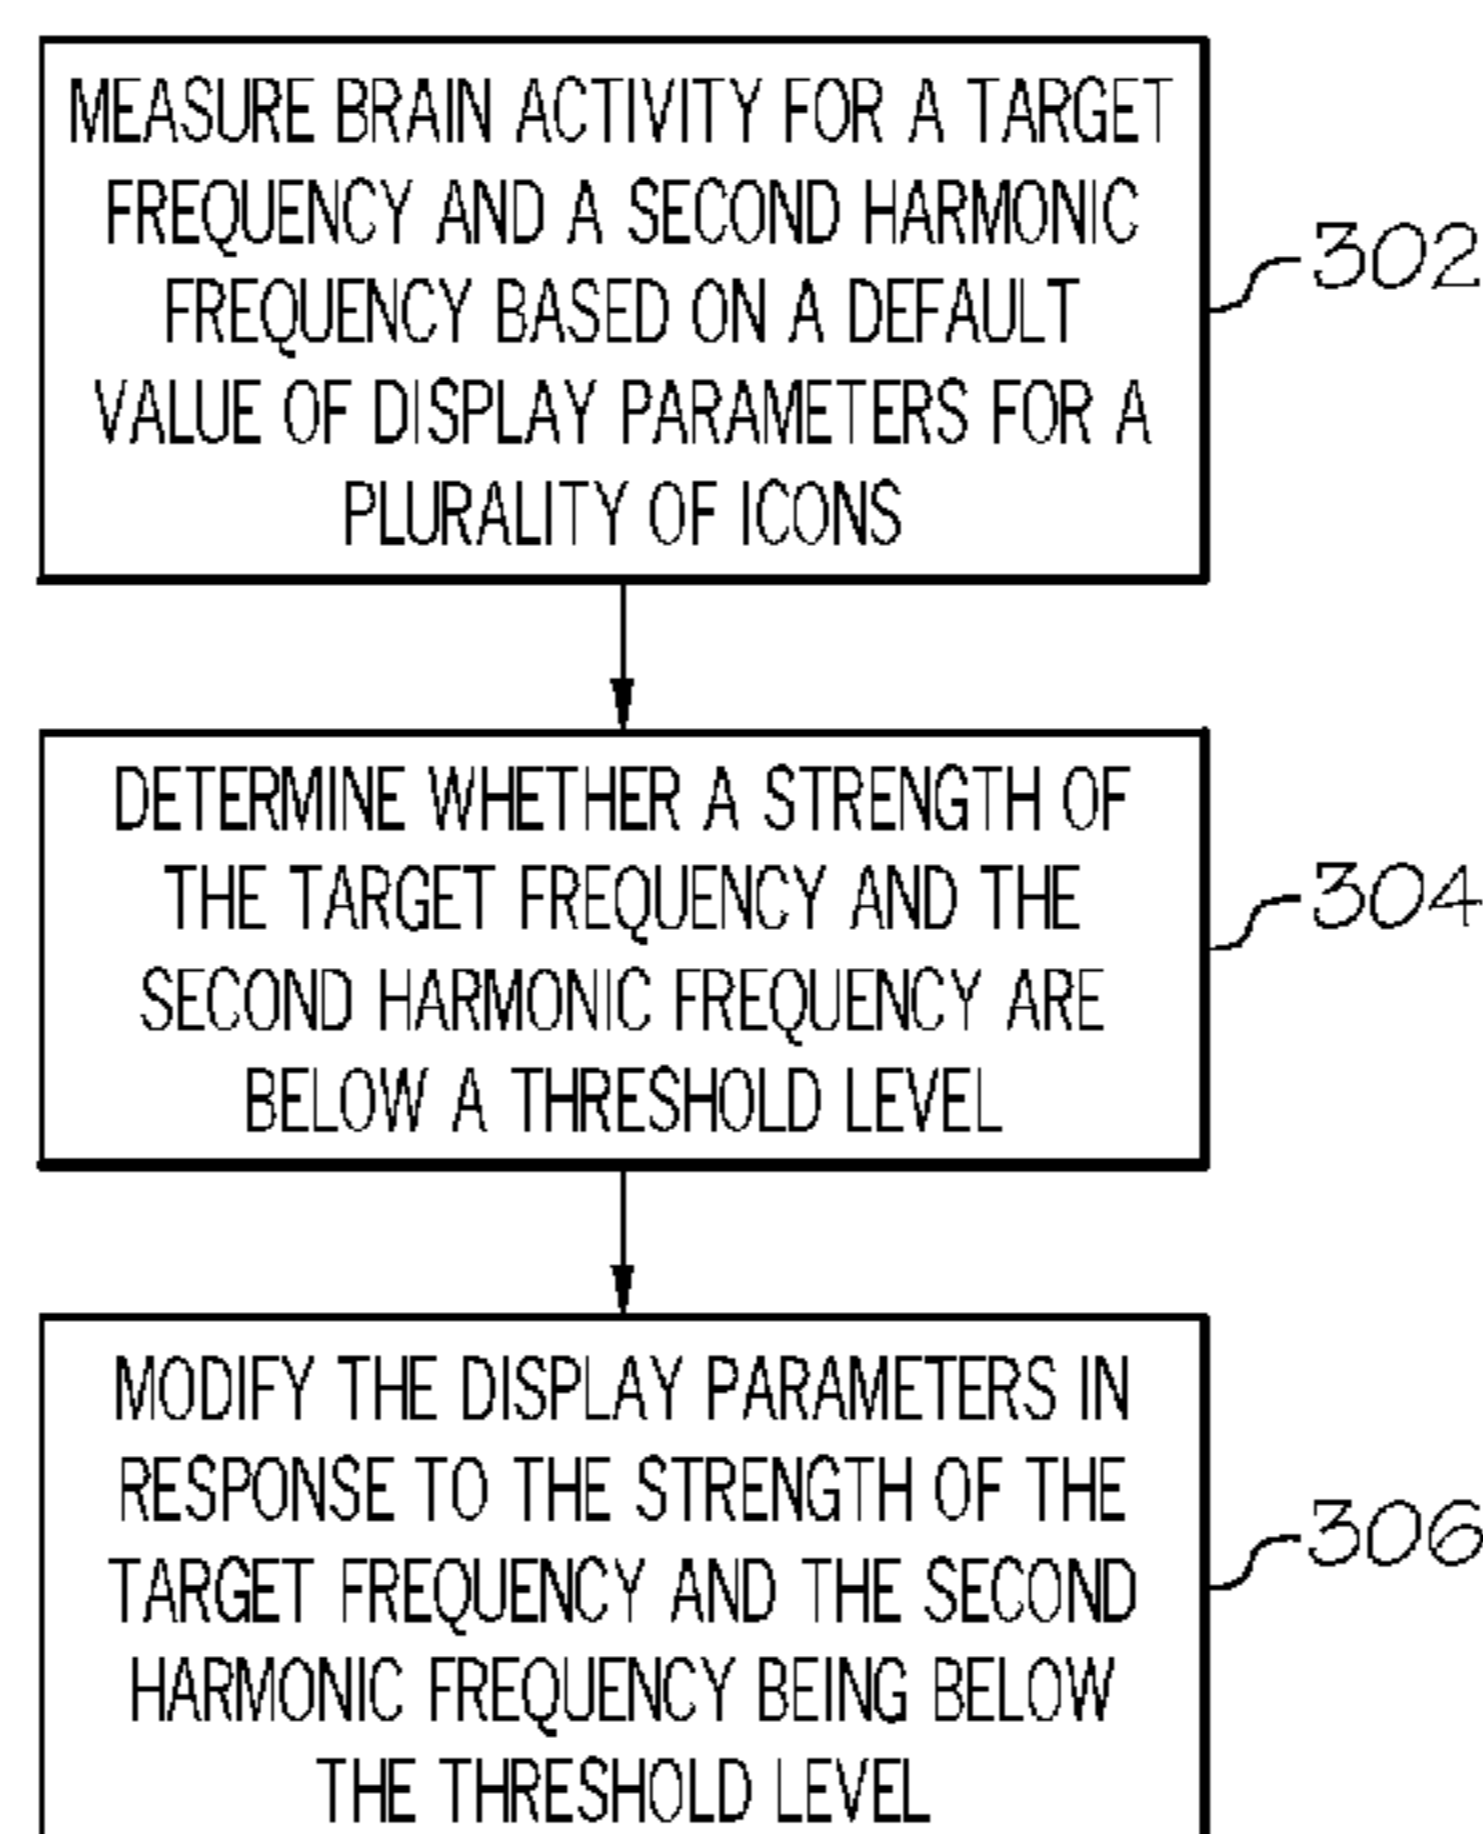 MEASURE BRAIN ACTIVITY FOR A TARGET
FREQUENCY AND A SECOND HARMONIC
FREQUENCY BASED ON A DEFAULT
VALUE OF DISPLAY PARAMETERS FOR A
PLURALITY OF ICONS
302
DETERMINE WHETHER A STRENGTH OF
THE TARGET FREQUENCY AND THE
SECOND HARMONIC FREQUENCY ARE
BELOW A THRESHOLD LEVEL
304
MODIFY THE DISPLAY PARAMETERS IN
RESPONSE TO THE STRENGTH OF THE
TARGET FREQUENCY AND THE SECOND
HARMONIC FREQUENCY BEING BELOW
THE THRESHOLD LEVEL
306